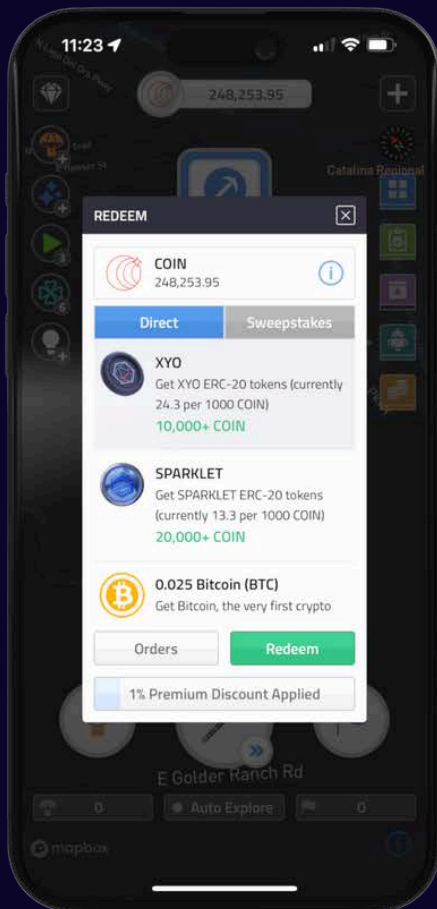 11:23
248,253.95
Catalina Regional
3
6
REDEEM
COIN
248,253.95
Direct
Sweepstakes
XYO
Get XYO ERC-20 tokens (currently
24.3 per 1000 COIN)
10,000+ COIN
SPARKLET
Get SPARKLET ERC-20 tokens
(currently 13.3 per 1000 COIN)
20,000+ COIN
0.025 Bitcoin (BTC)
Get Bitcoin, the very first crypto
Orders
Redeem
1% Premium Discount Applied
E Golder Ranch Rd
0
Auto Explore
0
mapbox